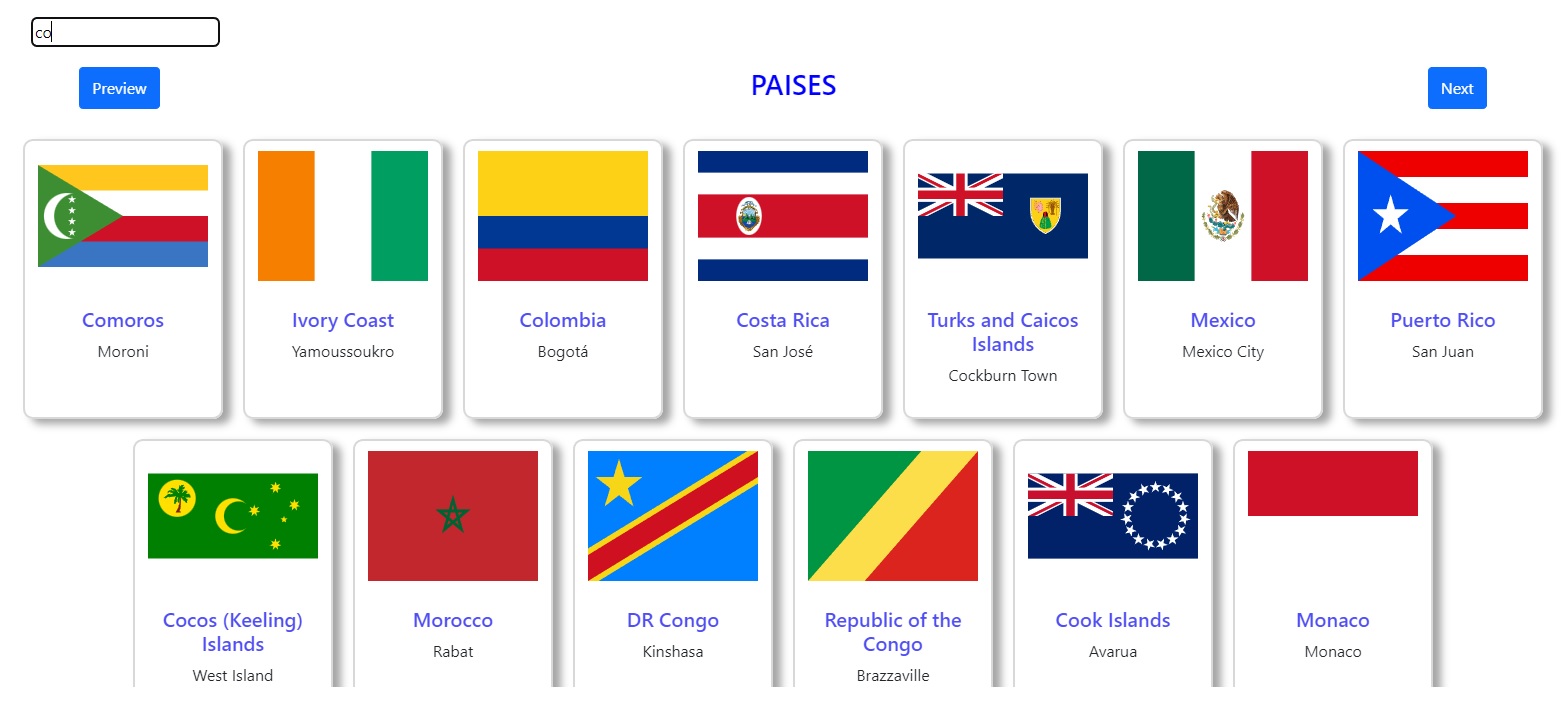 co
Preview
PAISES
Next
Comoros
Moroni
Ivory Coast
Yamoussoukro
Colombia
Bogotá
Costa Rica
San José
Turks and Caicos
Islands
Cockburn Town
Mexico
Mexico City
Puerto Rico
San Juan
Cocos (Keeling)
Islands
West Island
Morocco
Rabat
DR Congo
Kinshasa
Republic of the
Congo
Brazzaville
Cook Islands
Avarua
Monaco
Monaco